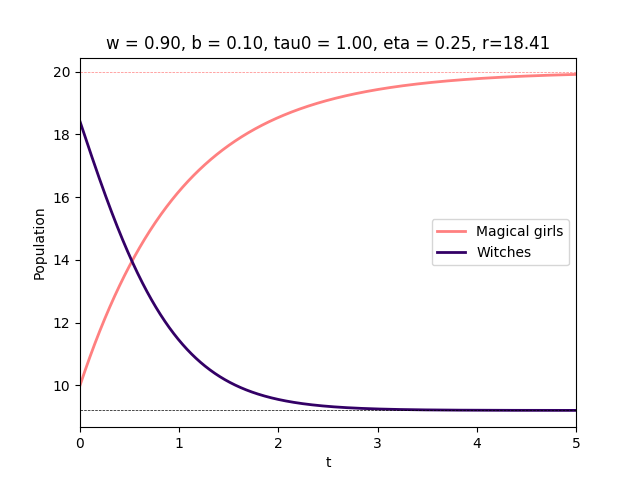 w = 0.90, b = 0.10, tau0 = 1.00, eta = 0.25, r=18.41
20
18
16
14
12
10
Population
Magical girls
Witches
0 1 2 3 4 5
t